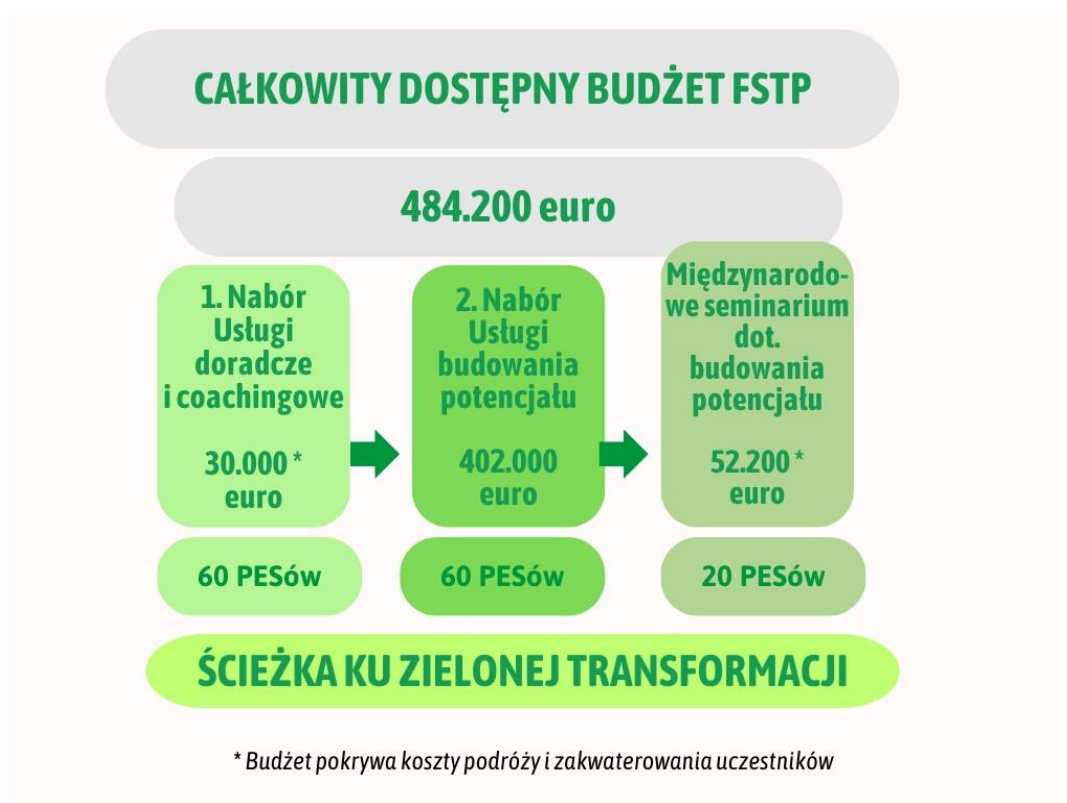 CAŁKOWITY DOSTĘPNY BUDŻET FSTP
484.200 euro
1. Nabór
Usługi
doradcze
i coachingowe
30.000 *
euro
60 PESów
2. Nabór
Usługi
budowania
potencjału
402.000
euro
60 PESów
Międzynarodo-
we seminarium
dot.
budowania
potencjału
52.200 *
euro
20 PESów
ŚCIEŻKA KU ZIELONEJ TRANSFORMACJI
* Budżet pokrywa koszty podróży i zakwaterowania uczestników